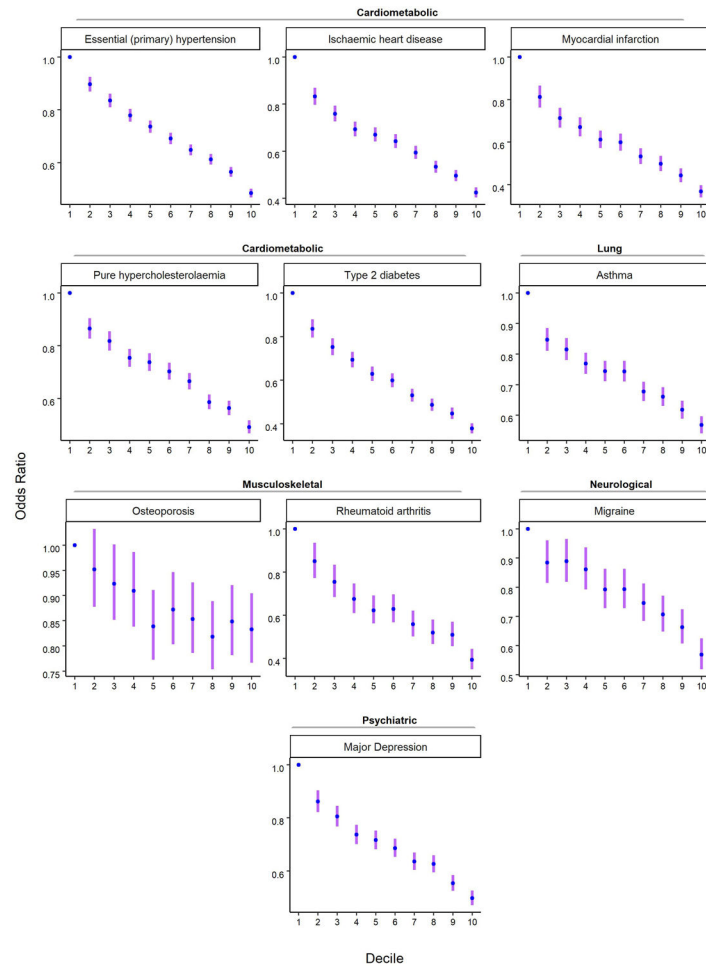 Cardiometabolic
Essential (primary) hypertension
Ischaemic heart disease
Myocardial infarction
1.0
0.8
0.6
1 2 3 4 5 6 7 8 9 10
1.0
0.8
0.6
0.4
1 2 3 4 5 6 7 8 9 10
1.0
0.8
0.6
0.4
1 2 3 4 5 6 7 8 9 10
Cardiometabolic
Lung
Pure hypercholesterolaemia
Type 2 diabetes
Asthma
1.0
0.8
0.6
1 2 3 4 5 6 7 8 9 10
1.0
0.8
0.6
0.4
1 2 3 4 5 6 7 8 9 10
1.0
0.9
0.8
0.7
0.6
1 2 3 4 5 6 7 8 9 10
Odds Ratio
Musculoskeletal
Neurological
Osteoporosis
Rheumatoid arthritis
Migraine
1.00
0.95
0.90
0.85
0.80
0.75
1 2 3 4 5 6 7 8 9 10
1.0
0.8
0.6
0.4
1 2 3 4 5 6 7 8 9 10
1.0
0.9
0.8
0.7
0.6
0.5
1 2 3 4 5 6 7 8 9 10
Psychiatric
Major Depression
1.0
0.8
0.6
1 2 3 4 5 6 7 8 9 10
Decile